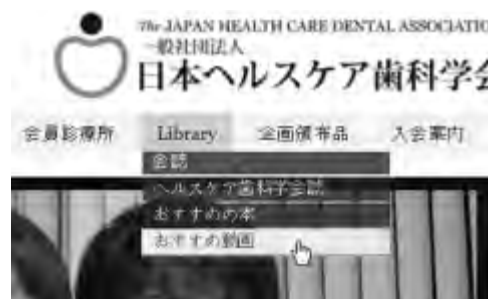 The JAPAN HEALTH CARE DENTAL ASSOCIATIO
一般社団法人
日本ヘルスケア歯科学会
会員診療所 Library 企画頒布品 入会案内
会誌
ヘルスケア歯科学会誌
おすすめの本
おすすめ動画